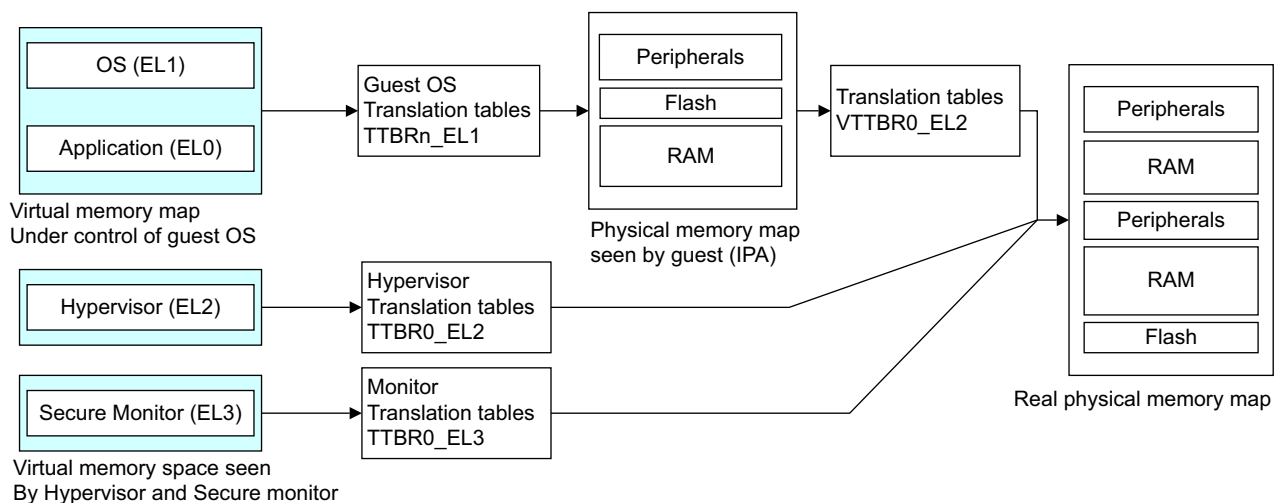 OS (EL1)
Application (EL0)
Virtual memory map
Under control of guest OS
Guest OS
Translation tables
TTBRn_EL1
Peripherals
Flash
RAM
Physical memory map
seen by guest (IPA)
Translation tables
VTTBR0_EL2
Peripherals
RAM
Peripherals
RAM
Flash
Real physical memory map
Hypervisor (EL2)
Hypervisor
Translation tables
TTBR0_EL2
Secure Monitor (EL3)
Monitor
Translation tables
TTBR0_EL3
Virtual memory space seen
By Hypervisor and Secure monitor